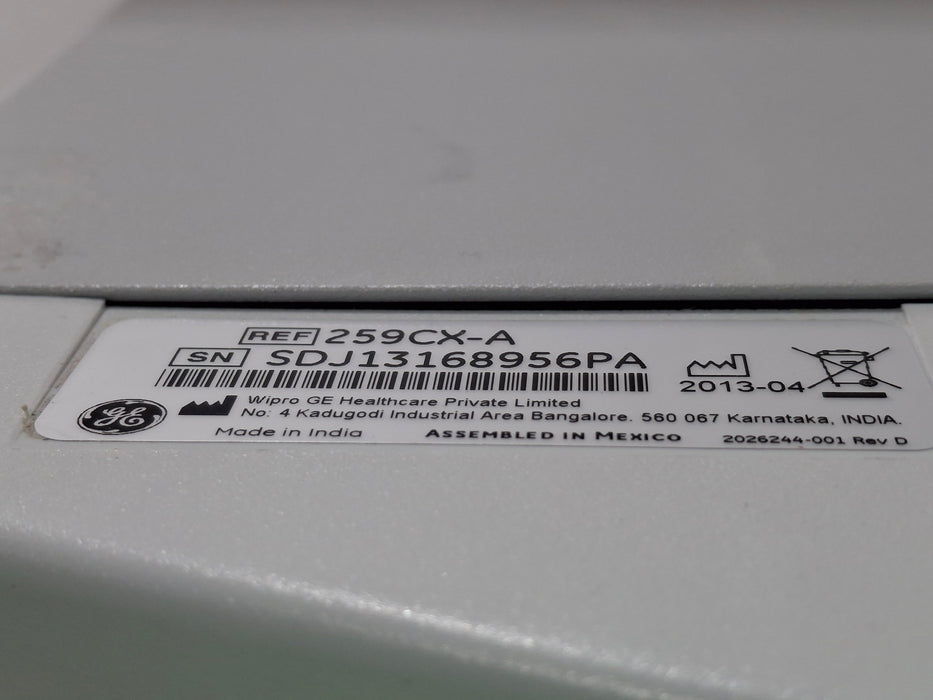 REF 259CX-A
SN SDJ13168956PA
2013-04
Wipro GE Healthcare Private Limited
No: 4 Kadugodi Industrial Area Bangalore. 560 067 Karnataka, INDIA.
GE
Made in India ASSEMBLED IN MEXICO 2026244-001 Rev D